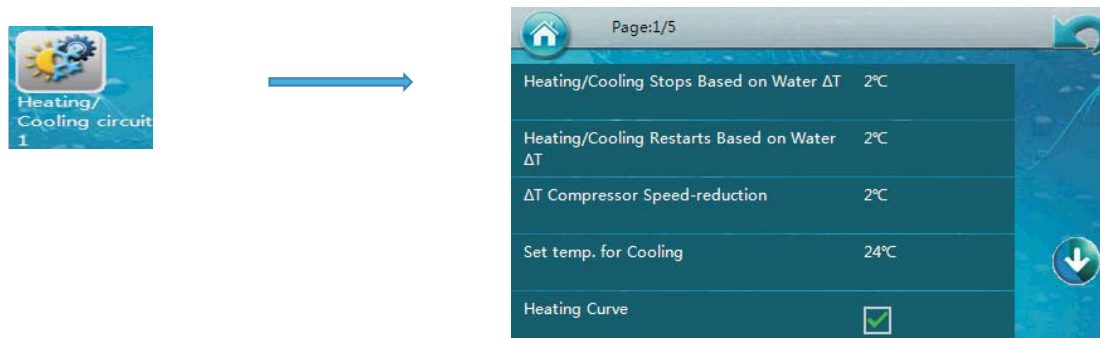 Heating/
Cooling circuit
1
Page:1/5
Heating/Cooling Stops Based on Water ΔT 2℃
Heating/Cooling Restarts Based on Water 2℃
ΔT
ΔT Compressor Speed-reduction 2℃
Set temp. for Cooling 24℃
Heating Curve